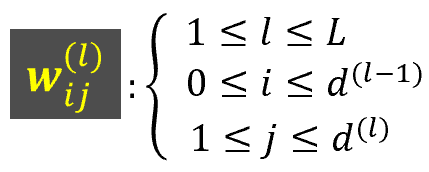 1 ≤ l ≤ L
w_{ij}^{(l)} : { 0 ≤ i ≤ d^{(l−1)}
1 ≤ j ≤ d^{(l)}